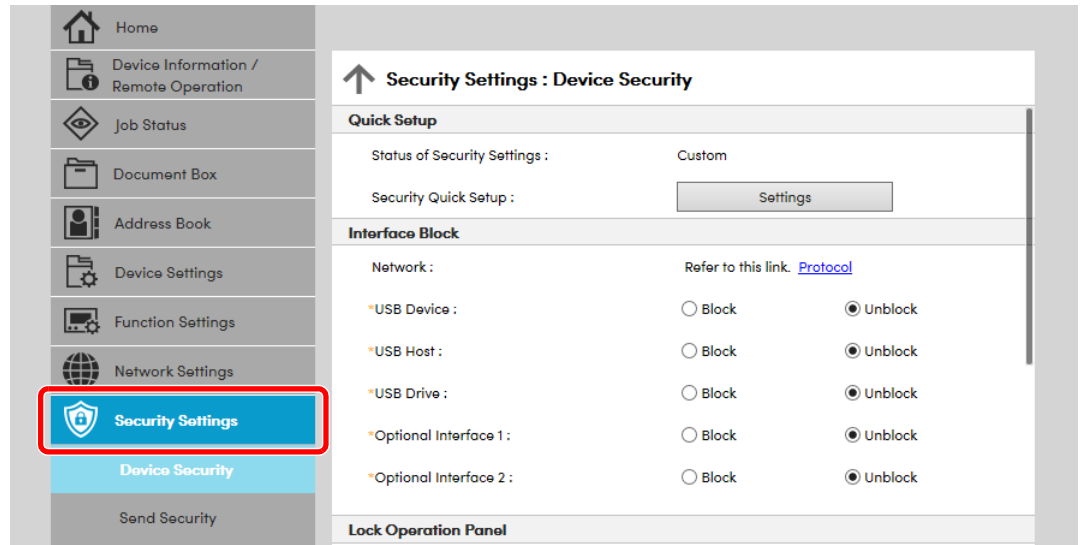 Home
Device Information /
Remote Operation
Job Status
Document Box
Address Book
Device Settings
Function Settings
Network Settings
Security Settings
Device Security
Send Security
Security Settings : Device Security
Quick Setup
Status of Security Settings : Custom
Security Quick Setup : Settings
Interface Block
Network : Refer to this link. Protocol
*USB Device : Block Unblock
*USB Host : Block Unblock
*USB Drive : Block Unblock
*Optional Interface 1 : Block Unblock
*Optional Interface 2 : Block Unblock
Lock Operation Panel